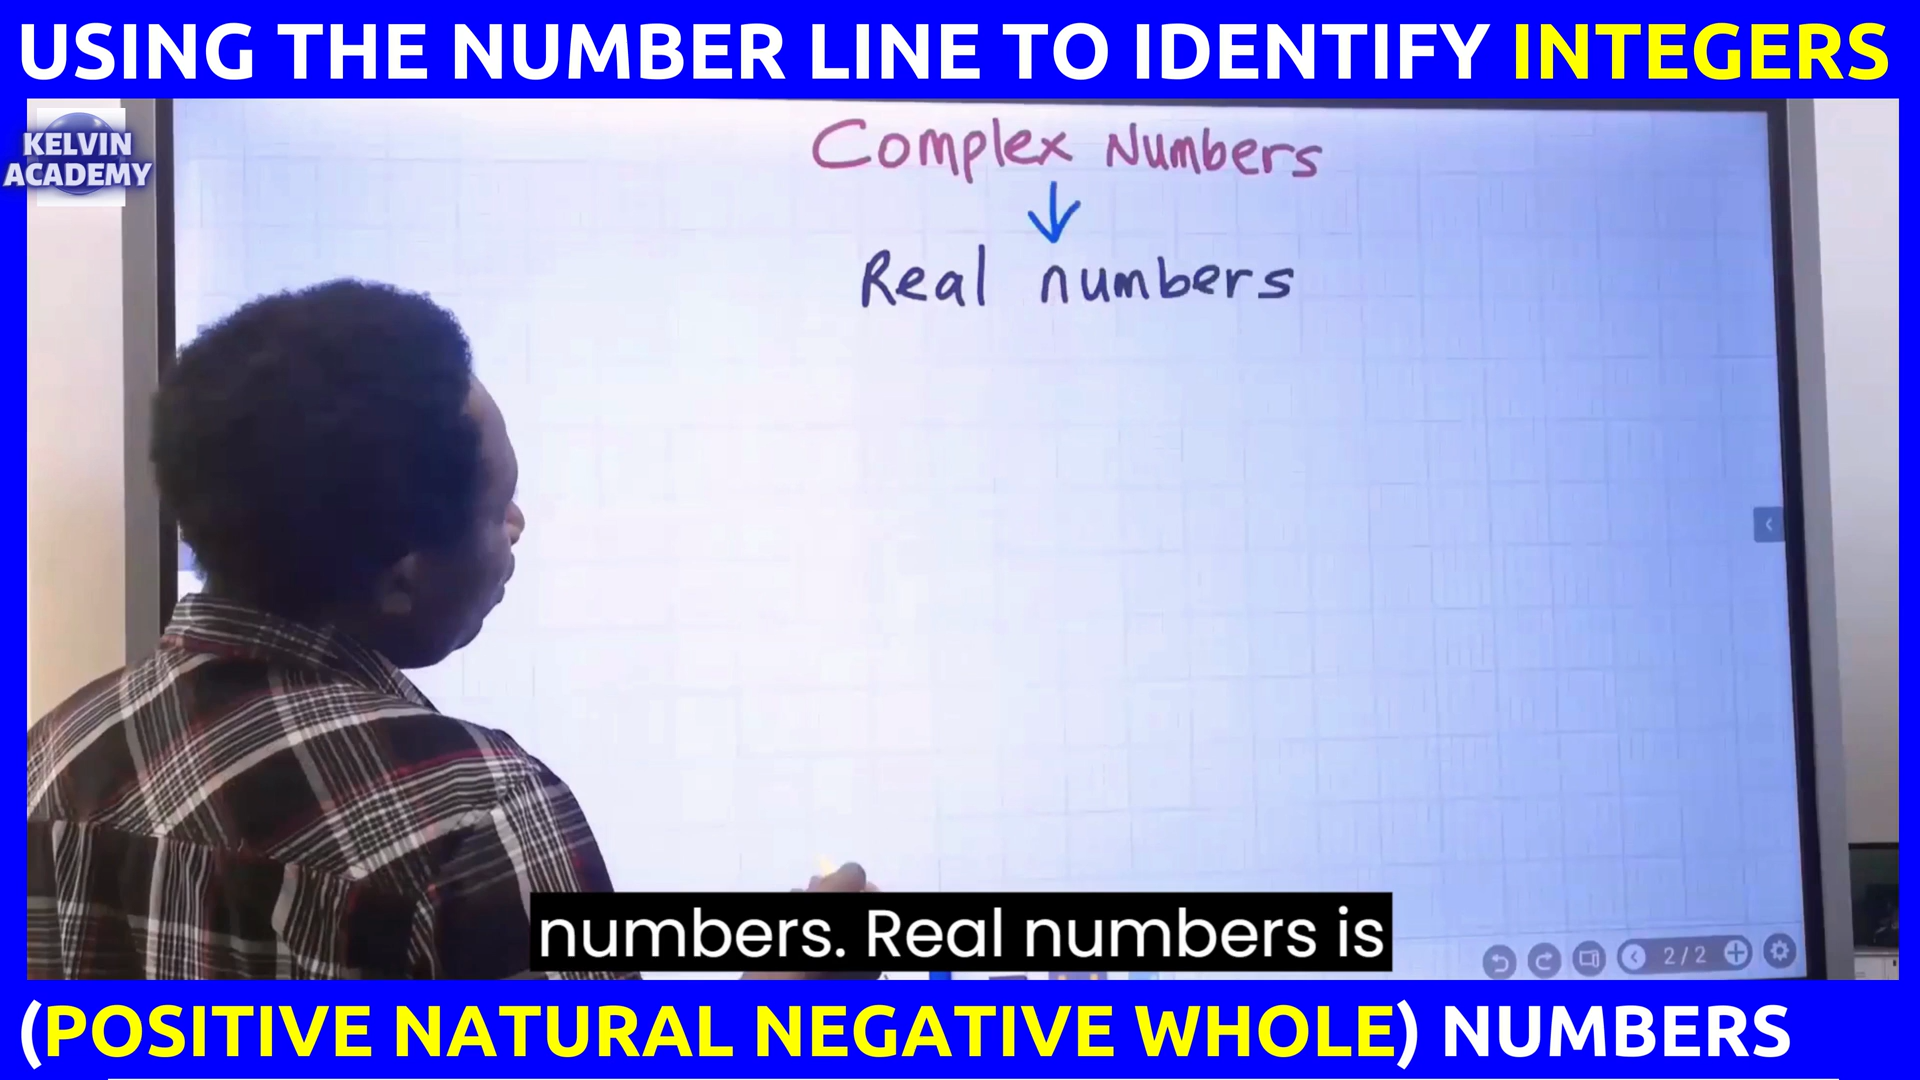 USING THE NUMBER LINE TO IDENTIFY INTEGERS
KELVIN
ACADEMY
Complex Numbers
Real numbers
numbers. Real numbers is
2/2
(POSITIVE NATURAL NEGATIVE WHOLE) NUMBERS